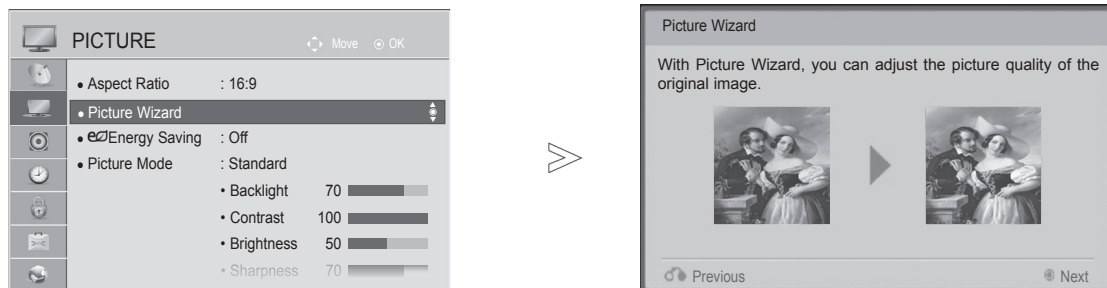 PICTURE
Move
OK
• Aspect Ratio : 16:9
• Picture Wizard
• eco Energy Saving : Off
• Picture Mode : Standard
• Backlight 70
• Contrast 100
• Brightness 50
• Sharpness 70
Picture Wizard
With Picture Wizard, you can adjust the picture quality of the
original image.
Previous
Next